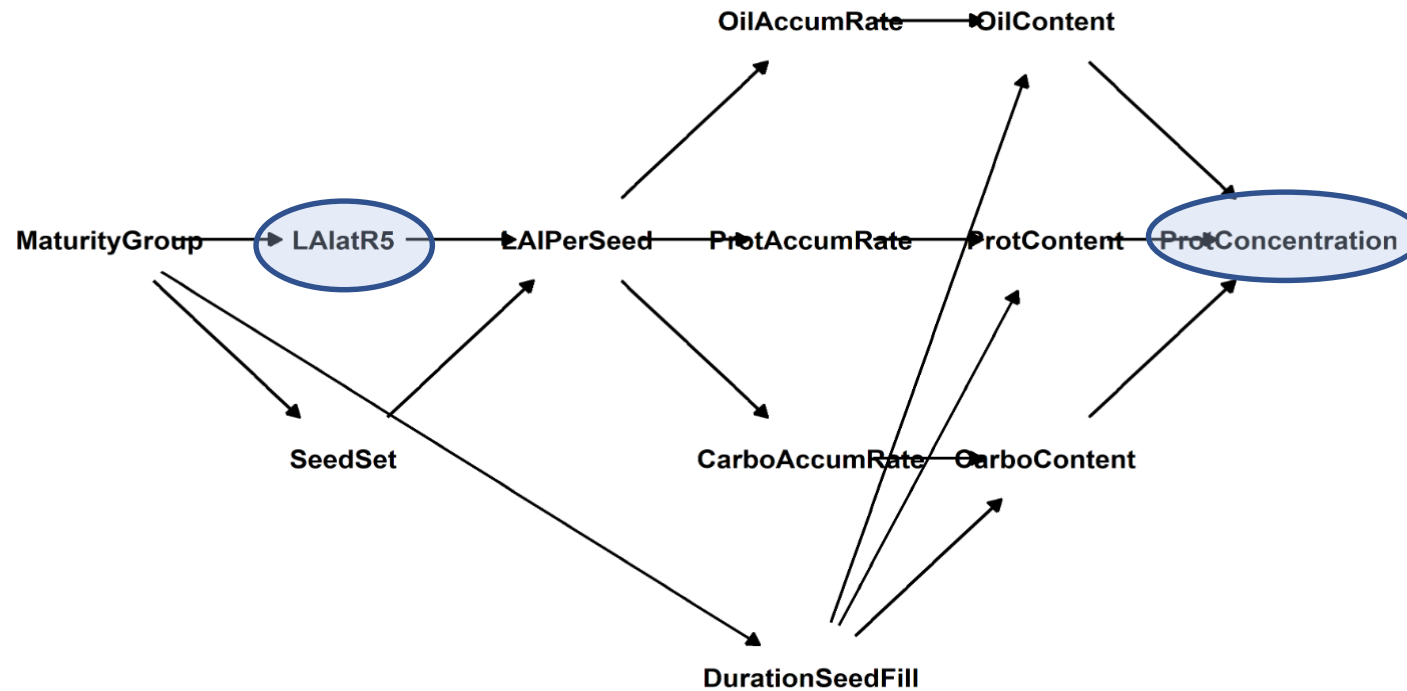 OilAccumRate
OilContent
MaturityGroup
LAIatR5
LAIPerSeed
ProtAccumRate
ProtContent
ProtConcentration
SeedSet
CarboAccumRate
CarboContent
DurationSeedFill